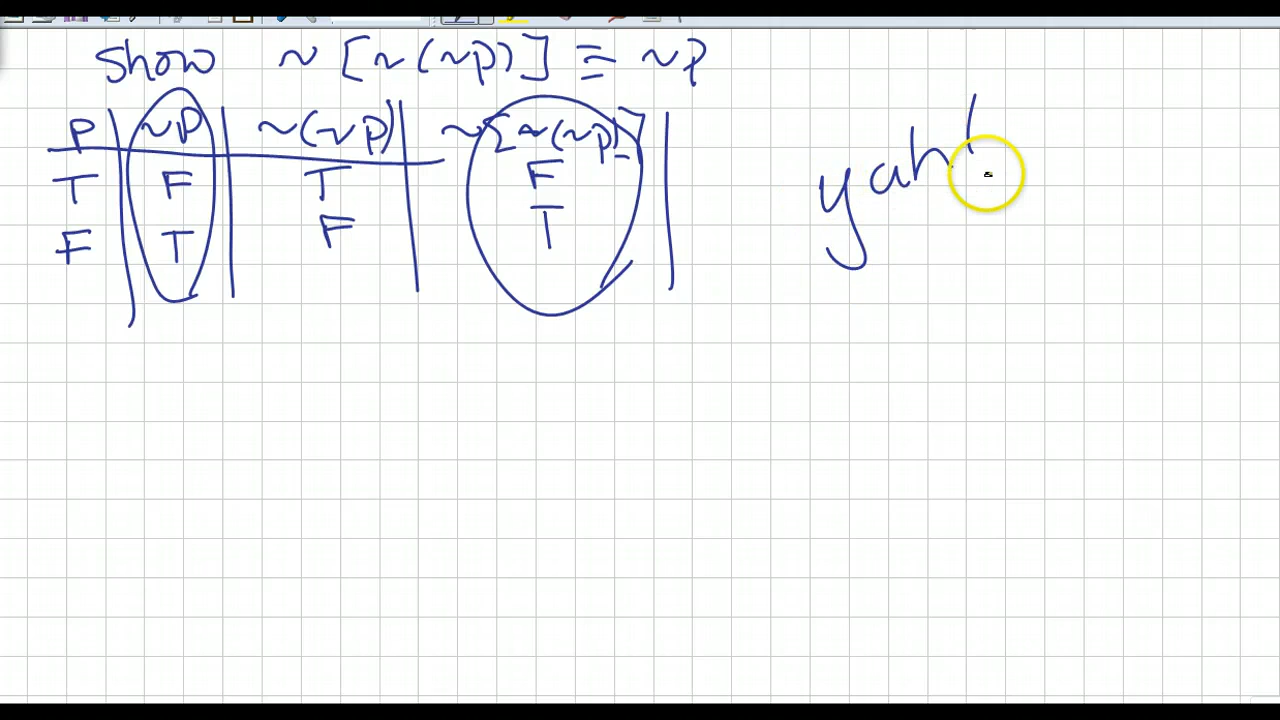 show ~ [~(~p)] ≡ ~p
P ~P ~(~p) ~[~(~p)]
T F T F
F T F T
yah!